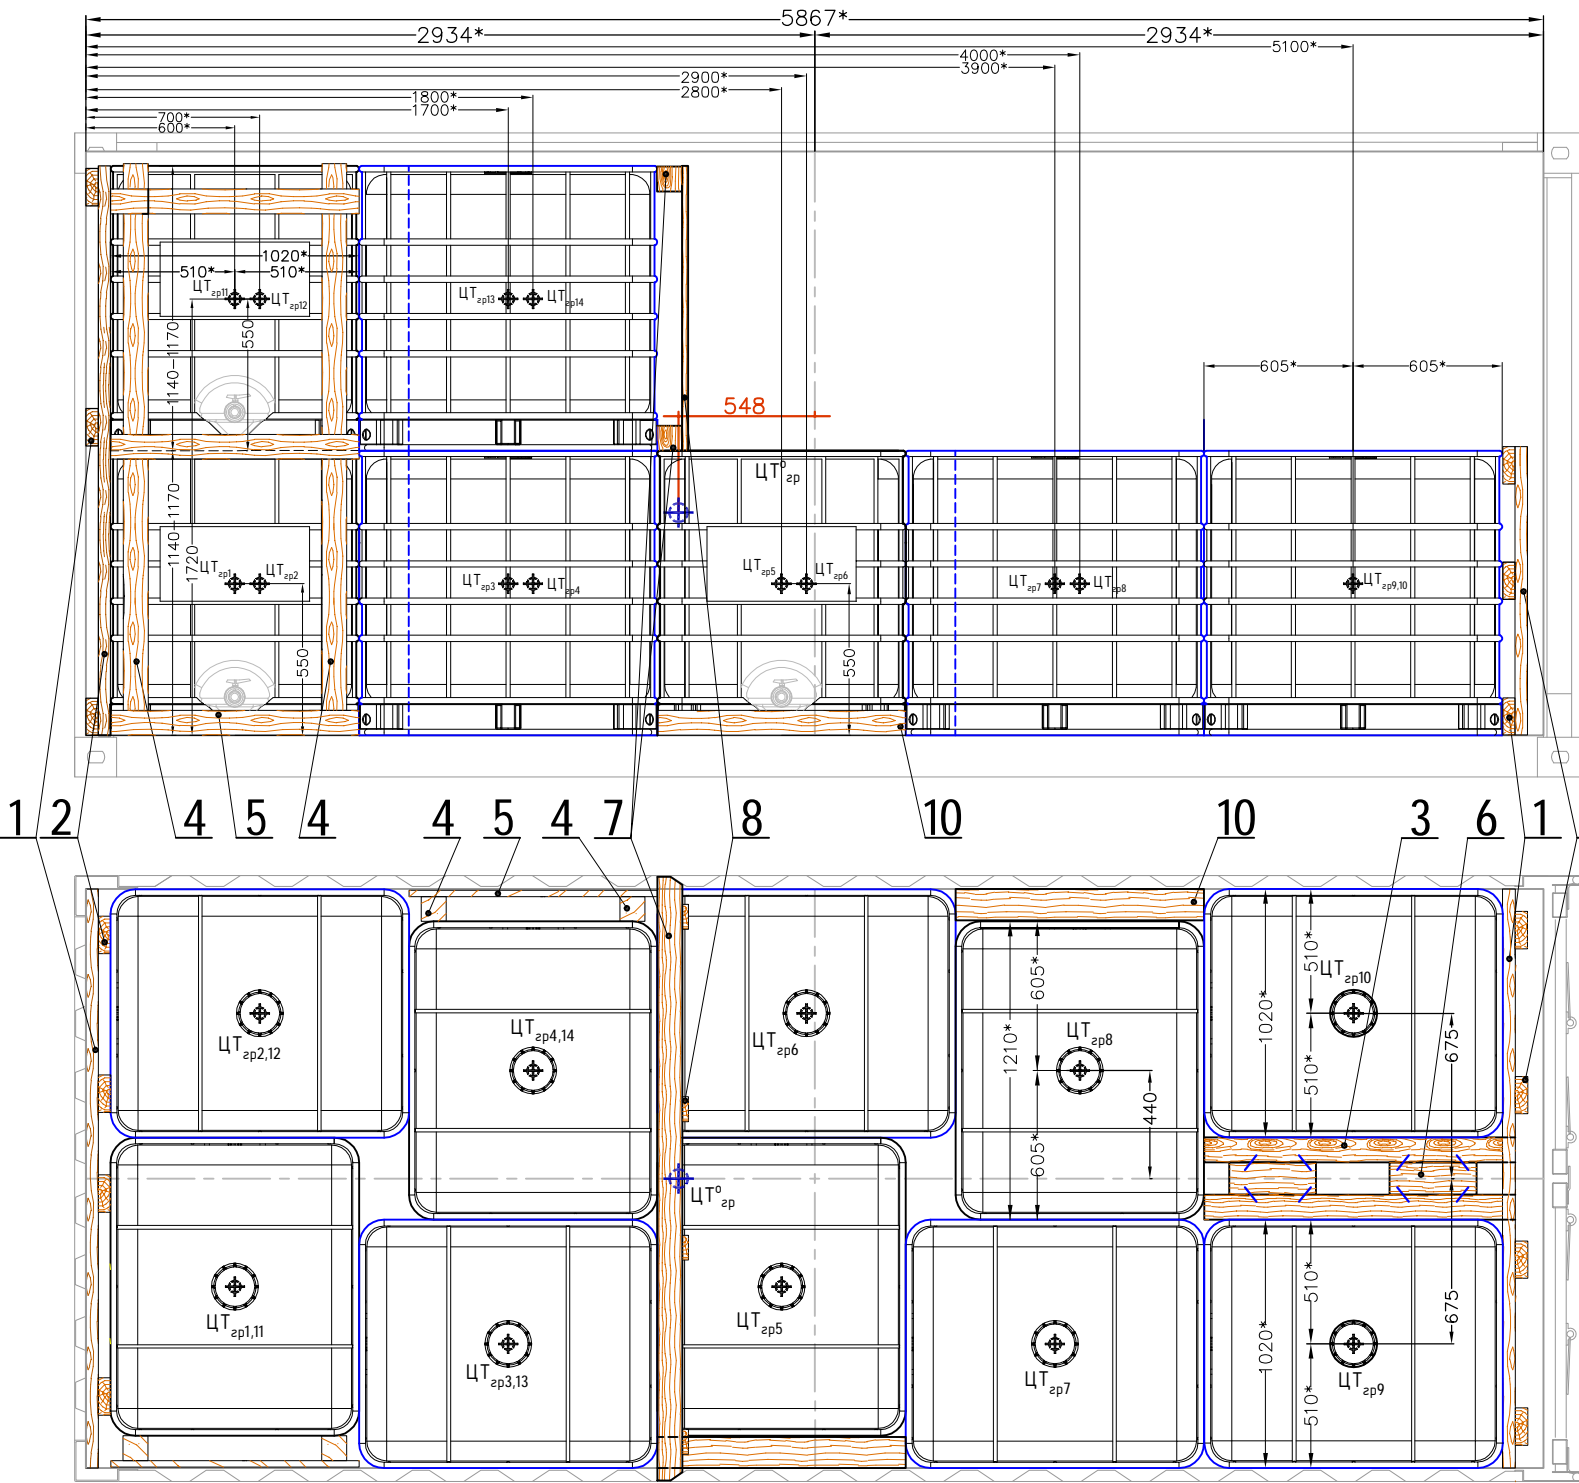 5867*
2934* 2934*
5100*
4000*
3900*
2900*
2800*
1800*
1700*
700*
600*
1020*
510* 510*
ЦТгр11 ЦТгр12
ЦТгр13 ЦТгр14
550
1140-1170
605* 605*
548
ЦТ°гр
1140-1170
1720
ЦТгр1 ЦТгр2
ЦТгр3 ЦТгр4
ЦТгр5 ЦТгр6
ЦТгр7 ЦТгр8
ЦТгр9,10
550
550
1 2 4 5 4 4 5 4 7 8 10 10 3 6 1
ЦТгр2,12
ЦТгр4,14
ЦТгр6
ЦТгр8
ЦТгр10
605*
1210*
605*
440
1020*
510*
510*
675
ЦТ°гр
ЦТгр1,11
ЦТгр3,13
ЦТгр5
ЦТгр7
ЦТгр9
1020*
510*
510*
675